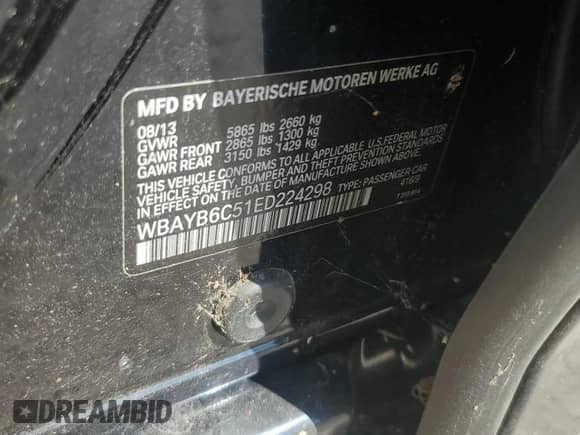 MFD BY BAYERISCHE MOTOREN WERKE AG
08/13
GVWR 5865 lbs 2660 kg
GAWR FRONT 2865 lbs 1300 kg
GAWR REAR 3150 lbs 1429 kg
THIS VEHICLE CONFORMS TO ALL APPLICABLE U.S.FEDERAL MOTOR
VEHICLE SAFETY, BUMPER AND THEFT PREVENTION STANDARDS
IN EFFECT ON THE DATE OF MANUFACTURE SHOWN ABOVE.
WBAYB6C51ED224298 TYPE: PASSENGER CAR
DREAMBID